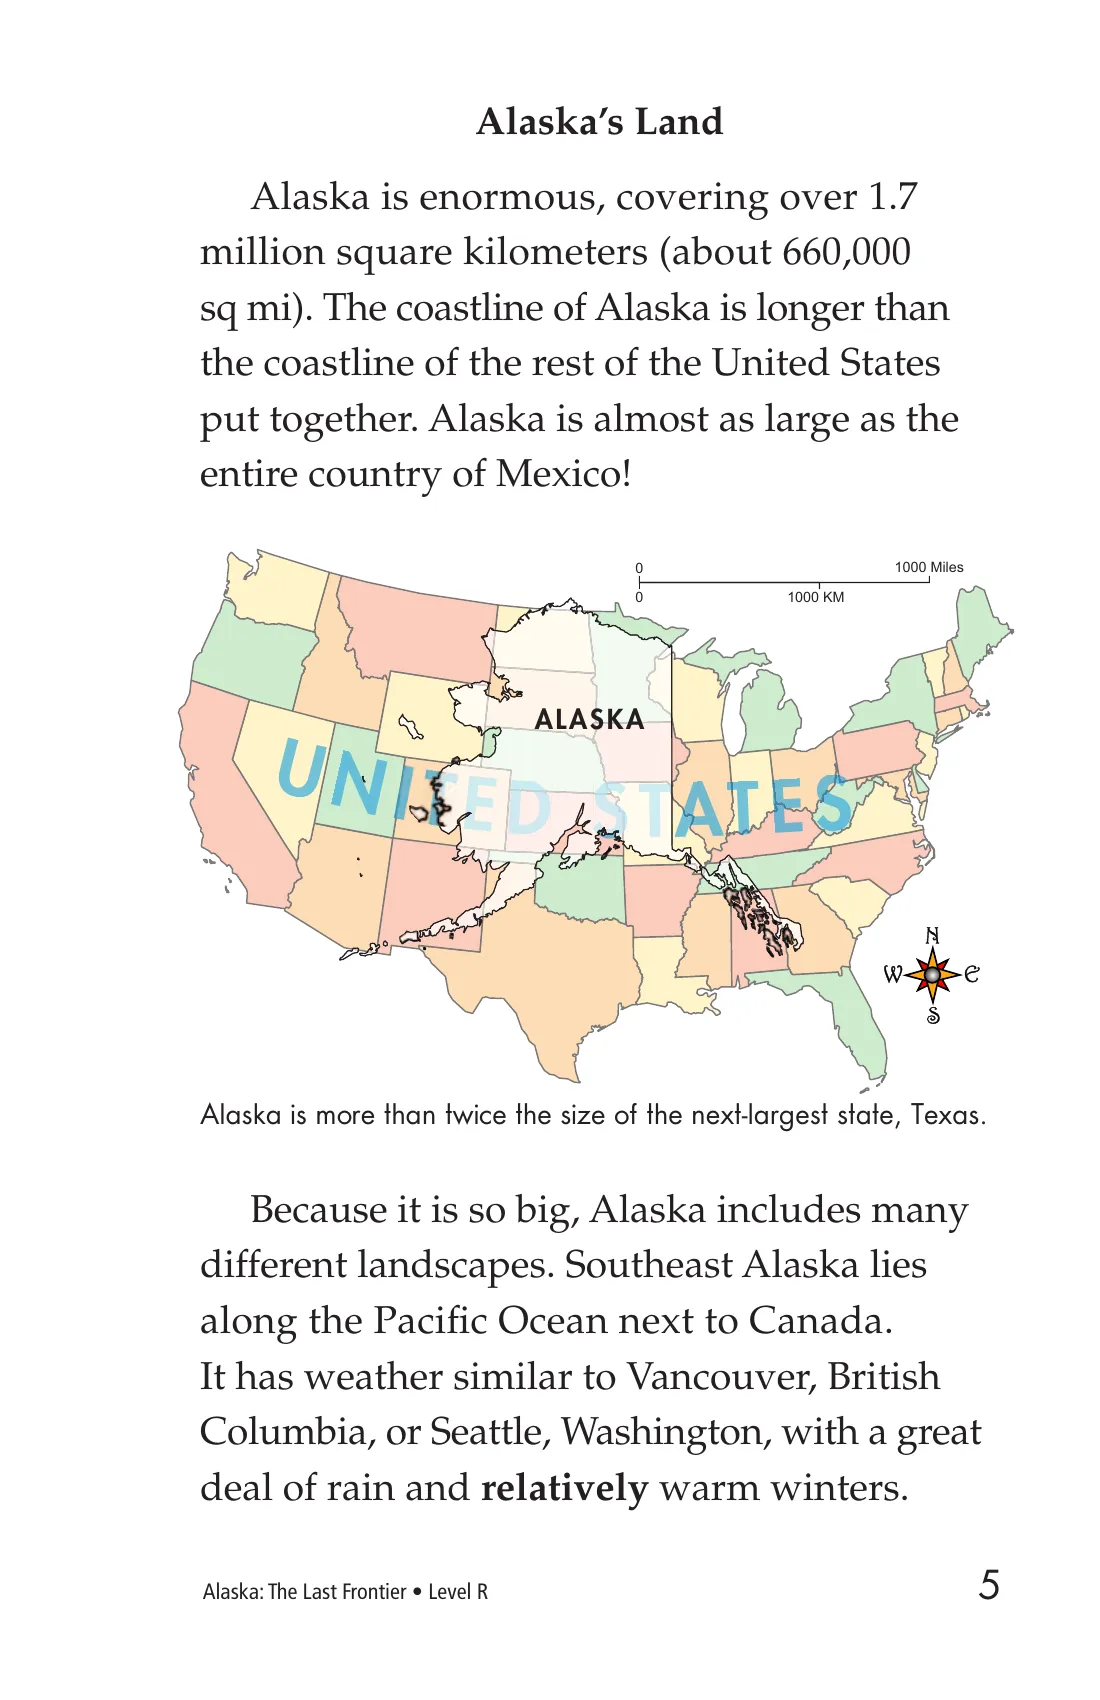 Alaska’s Land
Alaska is enormous, covering over 1.7
million square kilometers (about 660,000
sq mi). The coastline of Alaska is longer than
the coastline of the rest of the United States
put together. Alaska is almost as large as the
entire country of Mexico!
0 1000 Miles
0 1000 KM
ALASKA
UNITED STATES
N
W E
S
Alaska is more than twice the size of the next-largest state, Texas.
Because it is so big, Alaska includes many
different landscapes. Southeast Alaska lies
along the Pacific Ocean next to Canada.
It has weather similar to Vancouver, British
Columbia, or Seattle, Washington, with a great
deal of rain and relatively warm winters.
Alaska: The Last Frontier • Level R 5